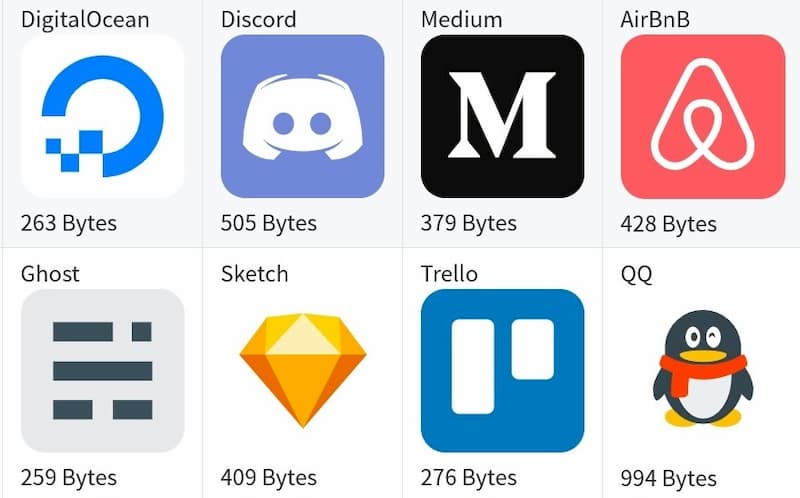 DigitalOcean
Discord
Medium
AirBnB
M
263 Bytes
505 Bytes
379 Bytes
428 Bytes
Ghost
Sketch
Trello
QQ
259 Bytes
409 Bytes
276 Bytes
994 Bytes